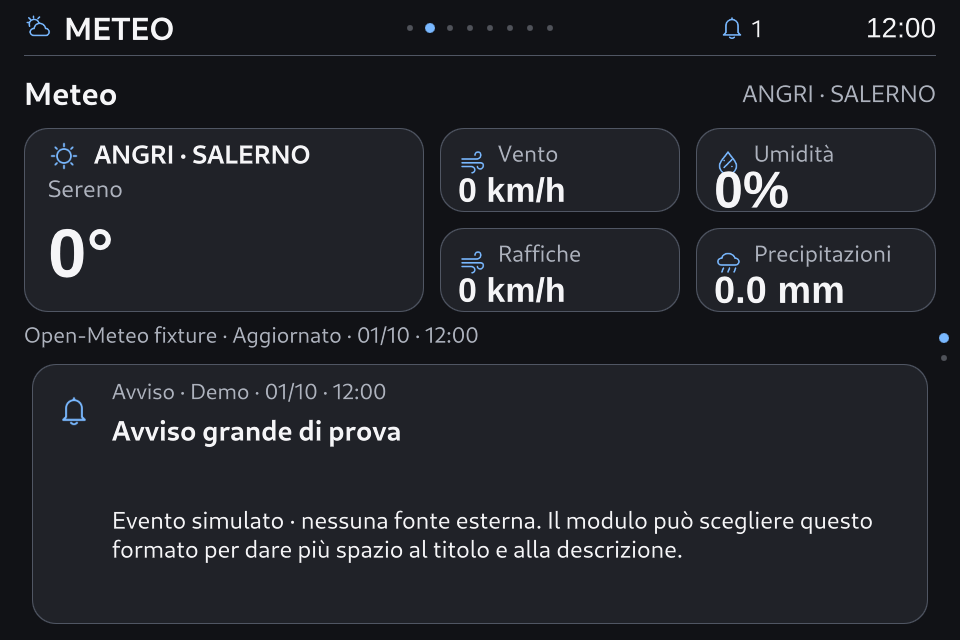 METEO
1
12:00
Meteo
ANGRI · SALERNO
ANGRI · SALERNO
Sereno
0°
Vento
0 km/h
Umidità
0%
Raffiche
0 km/h
Precipitazioni
0.0 mm
Open-Meteo fixture · Aggiornato · 01/10 · 12:00
Avviso · Demo · 01/10 · 12:00
Avviso grande di prova
Evento simulato · nessuna fonte esterna. Il modulo può scegliere questo
formato per dare più spazio al titolo e alla descrizione.